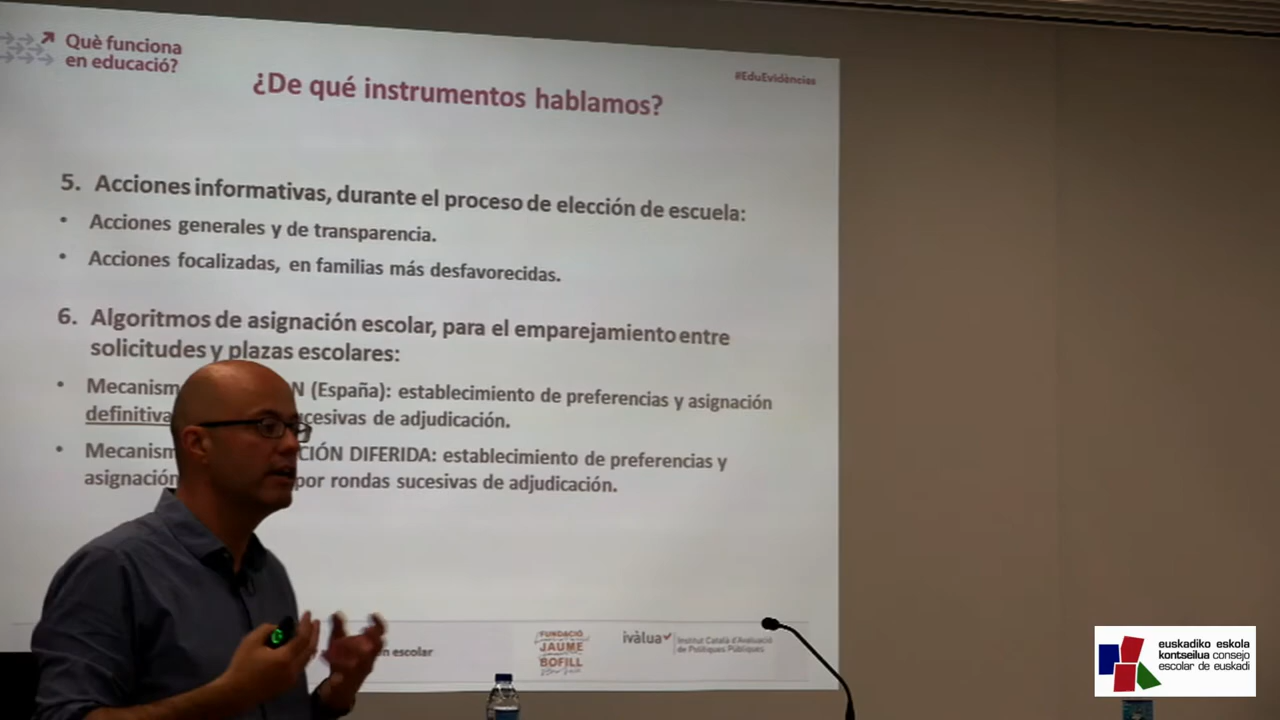 Què funciona
en educació?
#EduEvidències
¿De qué instrumentos hablamos?
5. Acciones informativas, durante el proceso de elección de escuela:
• Acciones generales y de transparencia.
• Acciones focalizadas, en familias más desfavorecidas.
6. Algoritmos de asignación escolar, para el emparejamiento entre
solicitudes y plazas escolares:
• Mecanism N (España): establecimiento de preferencias y asignación
definitiva cesivas de adjudicación.
• Mecanism CIÓN DIFERIDA: establecimiento de preferencias y
asignación por rondas sucesivas de adjudicación.
n escolar
FUNDACIÓ
JAUME
BOFILL
ivàlua
Institut Català d'Avaluació
de Polítiques Públiques
euskadiko eskola
kontseilua consejo
escolar de euskadi